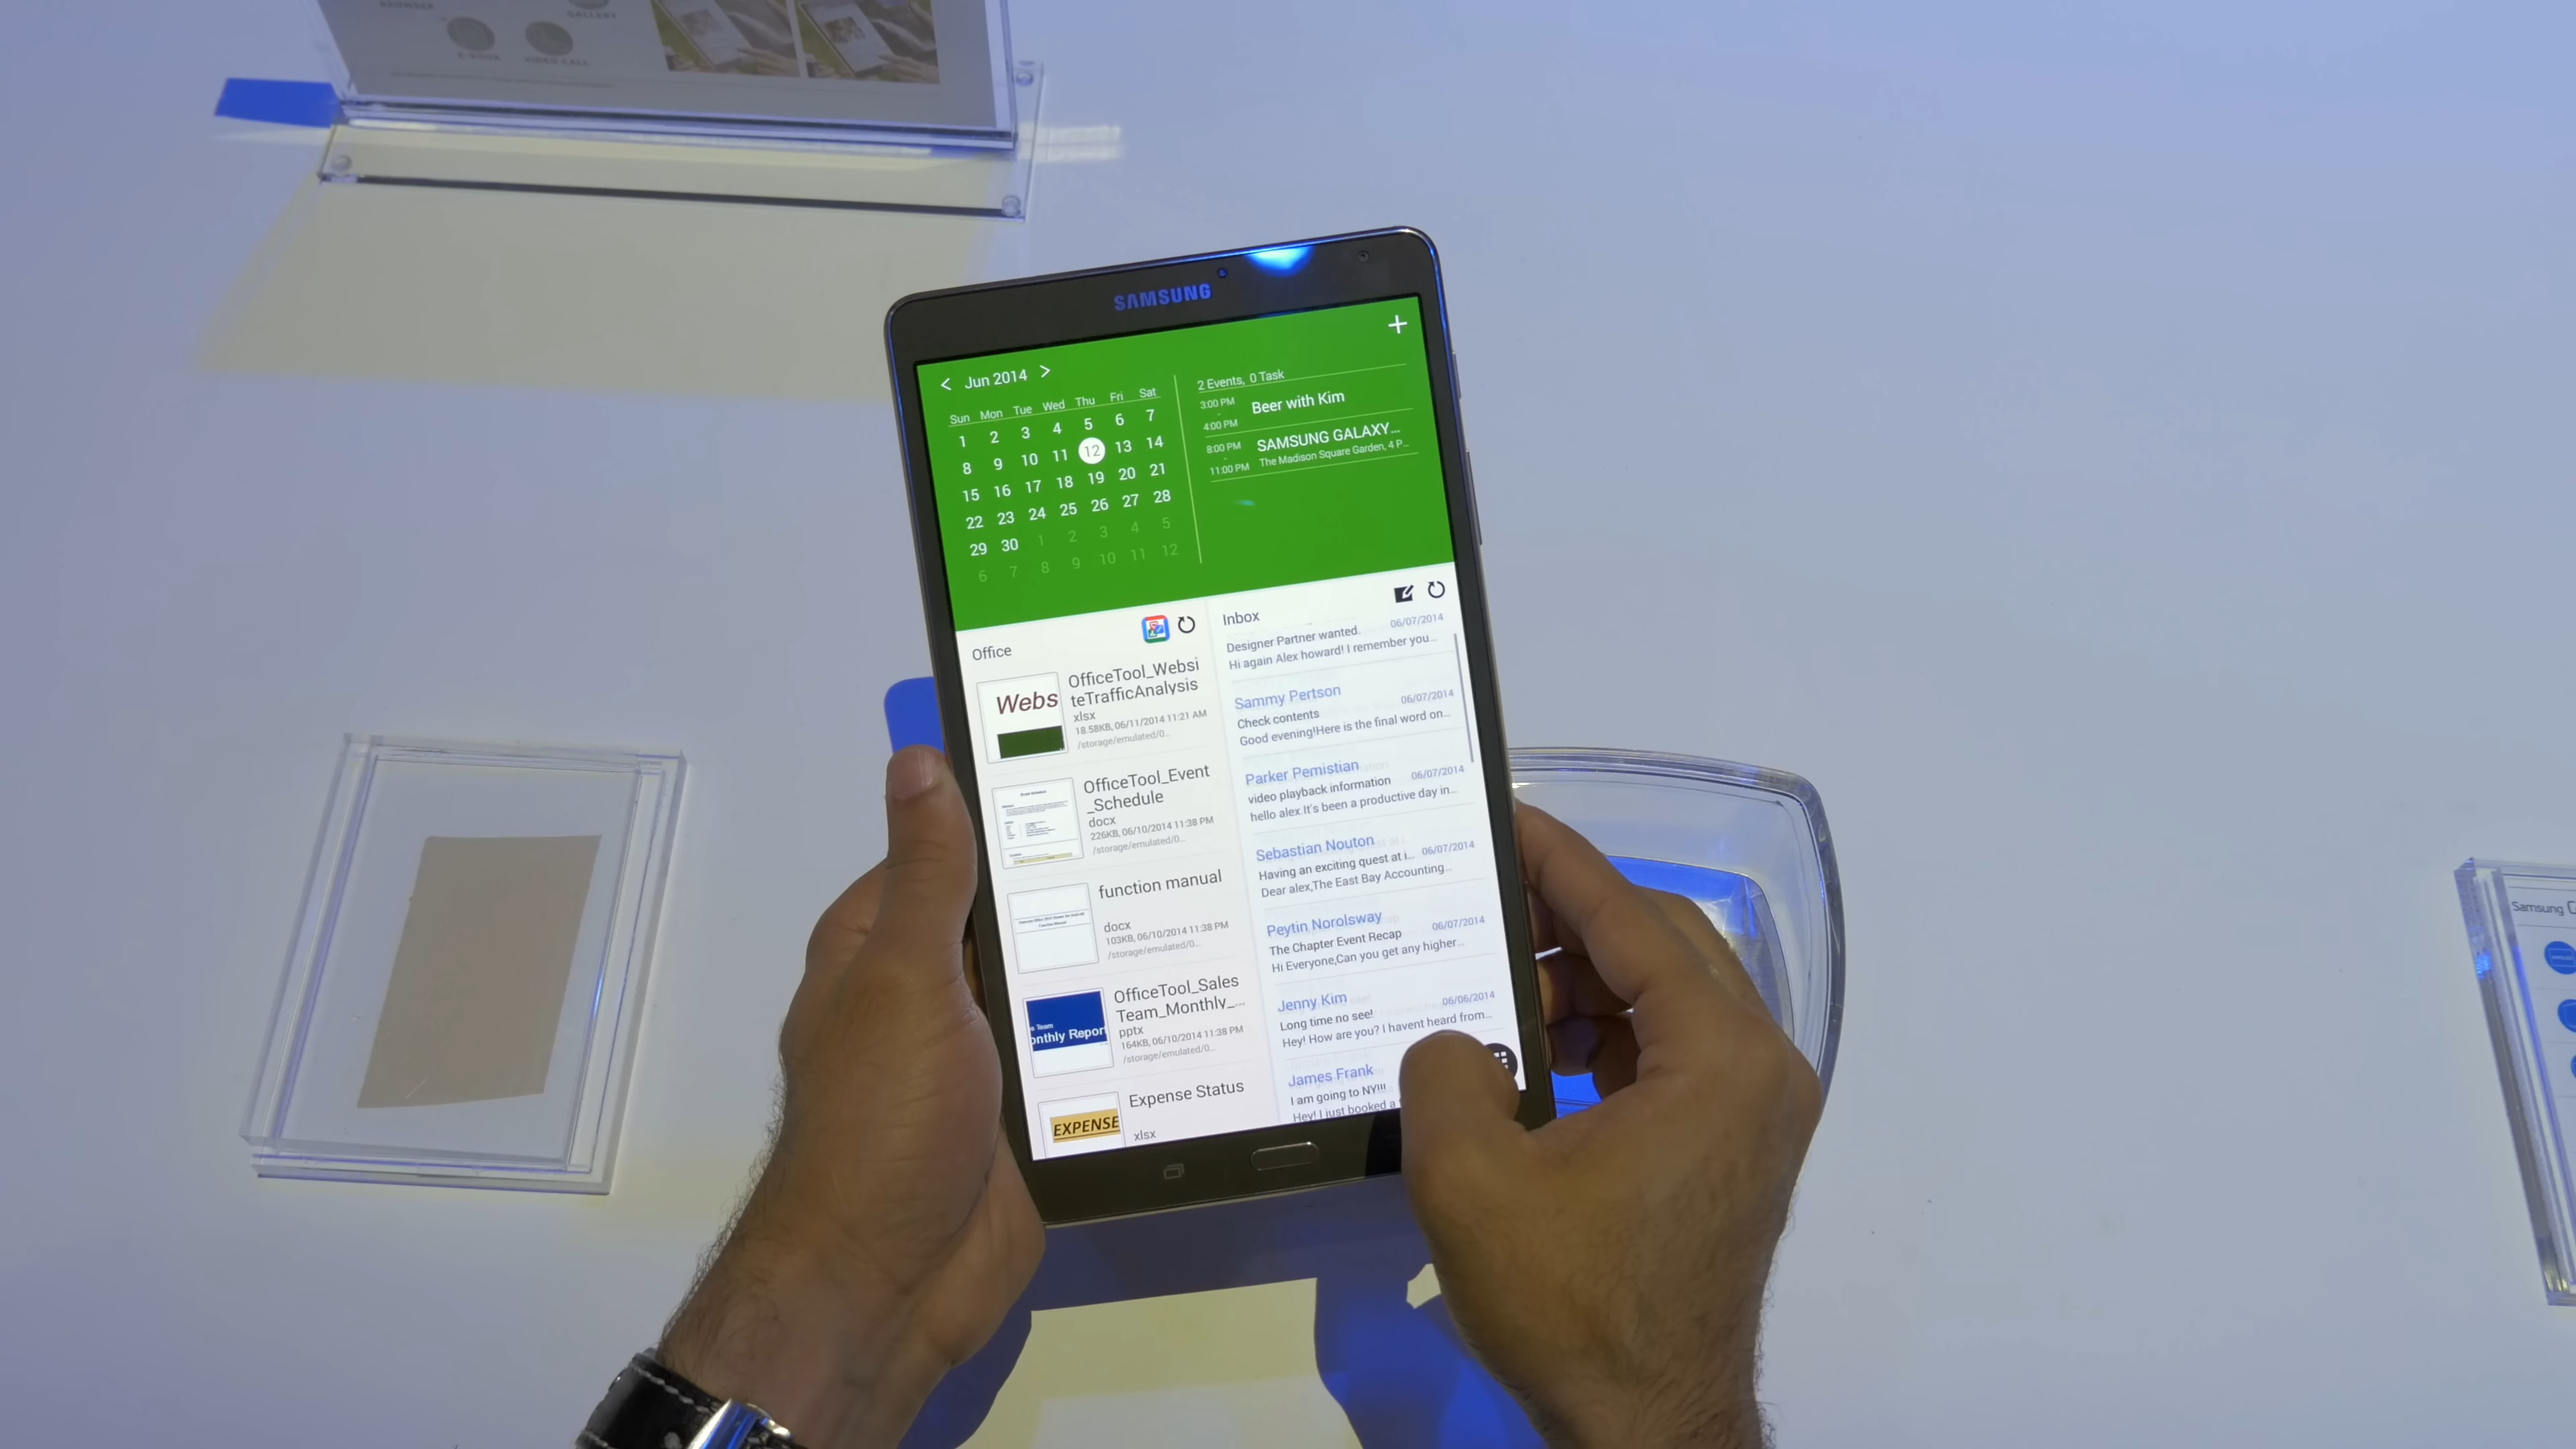 BROWSER
GALLERY
E-BOOK
VIDEO CALL
SAMSUNG
+
< Jun 2014 >
Sun Mon Tue Wed Thu Fri Sat
1 2 3 4 5 6 7
8 9 10 11 12 13 14
15 16 17 18 19 20 21
22 23 24 25 26 27 28
29 30 1 2 3 4 5
6 7 8 9 10 11 12
2 Events, 0 Task
3:00 PM
-
4:00 PM
Beer with Kim
8:00 PM
-
11:00 PM
SAMSUNG GALAXY...
The Madison Square Garden, 4 P...
Office
Webs
OfficeTool_Websi
teTrafficAnalysis
xlsx
18.58KB, 06/11/2014 11:21 AM
/storage/emulated/0...
OfficeTool_Event
_Schedule
docx
226KB, 06/10/2014 11:38 PM
/storage/emulated/0...
function manual
docx
103KB, 06/10/2014 11:38 PM
/storage/emulated/0...
e Team
onthly Report
OfficeTool_Sales
Team_Monthly_...
pptx
164KB, 06/10/2014 11:38 PM
/storage/emulated/0...
EXPENSE
Expense Status
xlsx
Inbox
Designer Partner wanted. 06/07/2014
Hi again Alex howard! I remember you...
Sammy Pertson 06/07/2014
Check contents
Good evening!Here is the final word on...
Parker Pemistian 06/07/2014
video playback information
hello alex.It's been a productive day in...
Sebastian Nouton 06/07/2014
Having an exciting quest at i...
Dear alex,The East Bay Accounting...
Peytin Norolsway 06/07/2014
The Chapter Event Recap
Hi Everyone,Can you get any higher...
Jenny Kim 06/06/2014
Long time no see!
Hey! How are you? I havent heard from...
James Frank
I am going to NY!!!
Hey! I just booked a
Samsung